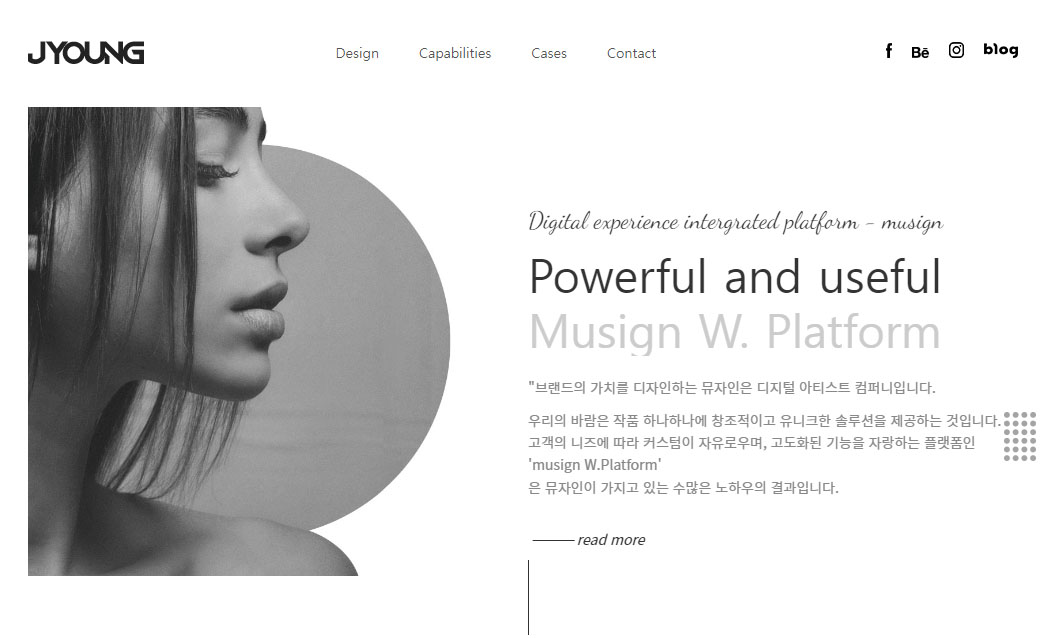 JYOUNG
Design Capabilities Cases Contact
f Bē blog
Digital experience intergrated platform - musign
Powerful and useful
Musign W. Platform
"브랜드의 가치를 디자인하는 뮤자인은 디지털 아티스트 컴퍼니입니다.
우리의 바람은 작품 하나하나에 창조적이고 유니크한 솔루션을 제공하는 것입니다.
고객의 니즈에 따라 커스텀이 자유로우며, 고도화된 기능을 자랑하는 플랫폼인
'musign W.Platform'
은 뮤자인이 가지고 있는 수많은 노하우의 결과입니다.
read more